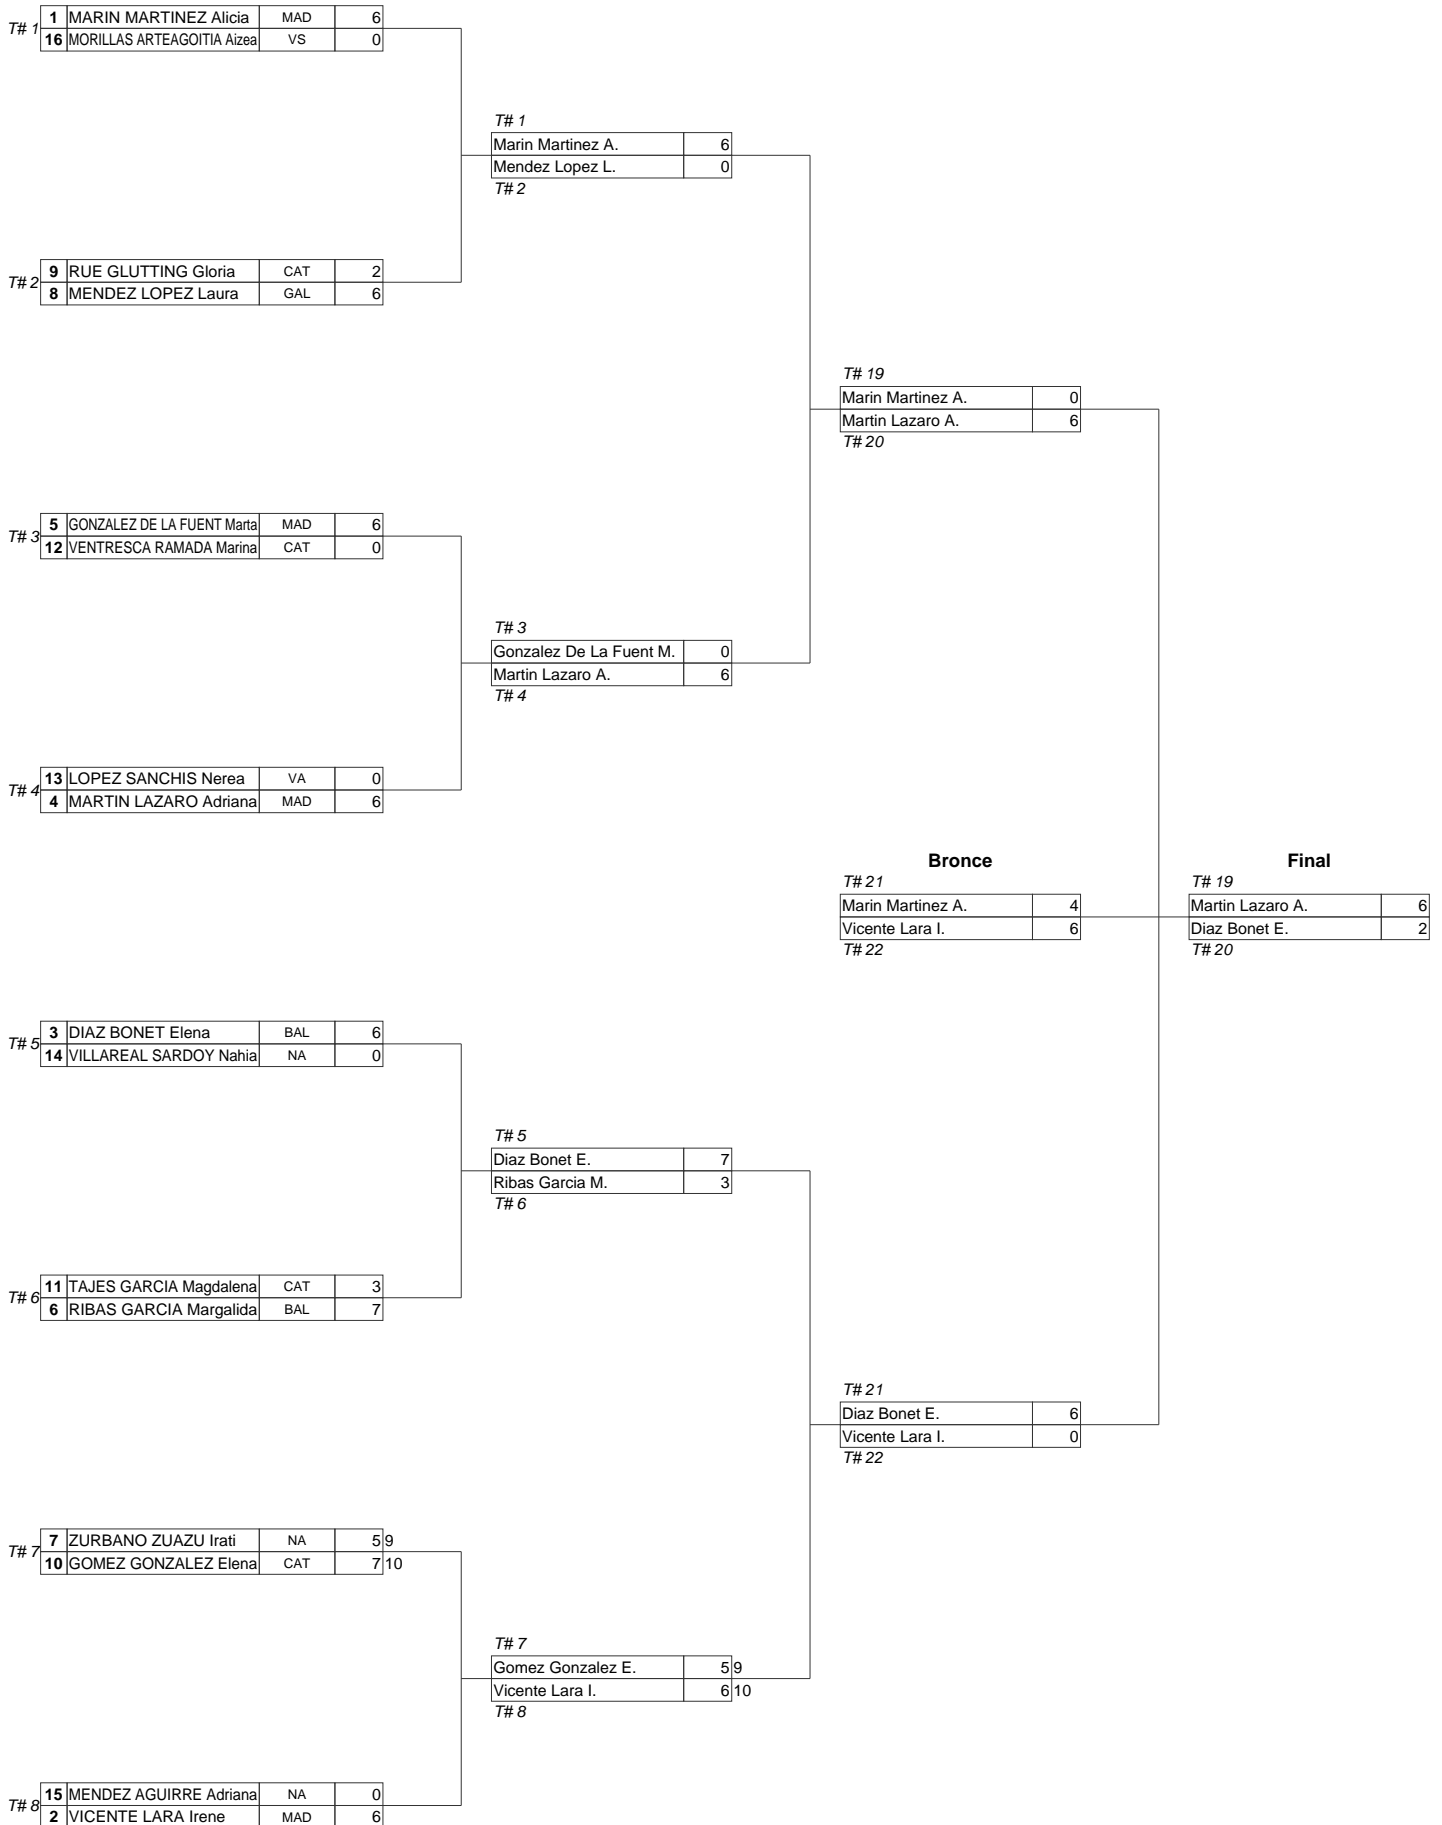 T# 1
1 MARIN MARTINEZ Alicia MAD 6
16 MORILLAS ARTEAGOITIA Aizea VS 0
T# 1
Marin Martinez A. 6
Mendez Lopez L. 0
T# 2
T# 2
9 RUE GLUTTING Gloria CAT 2
8 MENDEZ LOPEZ Laura GAL 6
T# 19
Marin Martinez A. 0
Martin Lazaro A. 6
T# 20
T# 3
5 GONZALEZ DE LA FUENT Marta MAD 6
12 VENTRESCA RAMADA Marina CAT 0
T# 3
Gonzalez De La Fuent M. 0
Martin Lazaro A. 6
T# 4
T# 4
13 LOPEZ SANCHIS Nerea VA 0
4 MARTIN LAZARO Adriana MAD 6
Bronce
T# 21
Marin Martinez A. 4
Vicente Lara I. 6
T# 22
Final
T# 19
Martin Lazaro A. 6
Diaz Bonet E. 2
T# 20
T# 5
3 DIAZ BONET Elena BAL 6
14 VILLAREAL SARDOY Nahia NA 0
T# 5
Diaz Bonet E. 7
Ribas Garcia M. 3
T# 6
T# 6
11 TAJES GARCIA Magdalena CAT 3
6 RIBAS GARCIA Margalida BAL 7
T# 21
Diaz Bonet E. 6
Vicente Lara I. 0
T# 22
T# 7
7 ZURBANO ZUAZU Irati NA 5 9
10 GOMEZ GONZALEZ Elena CAT 7 10
T# 7
Gomez Gonzalez E. 5 9
Vicente Lara I. 6 10
T# 8
T# 8
15 MENDEZ AGUIRRE Adriana NA 0
2 VICENTE LARA Irene MAD 6